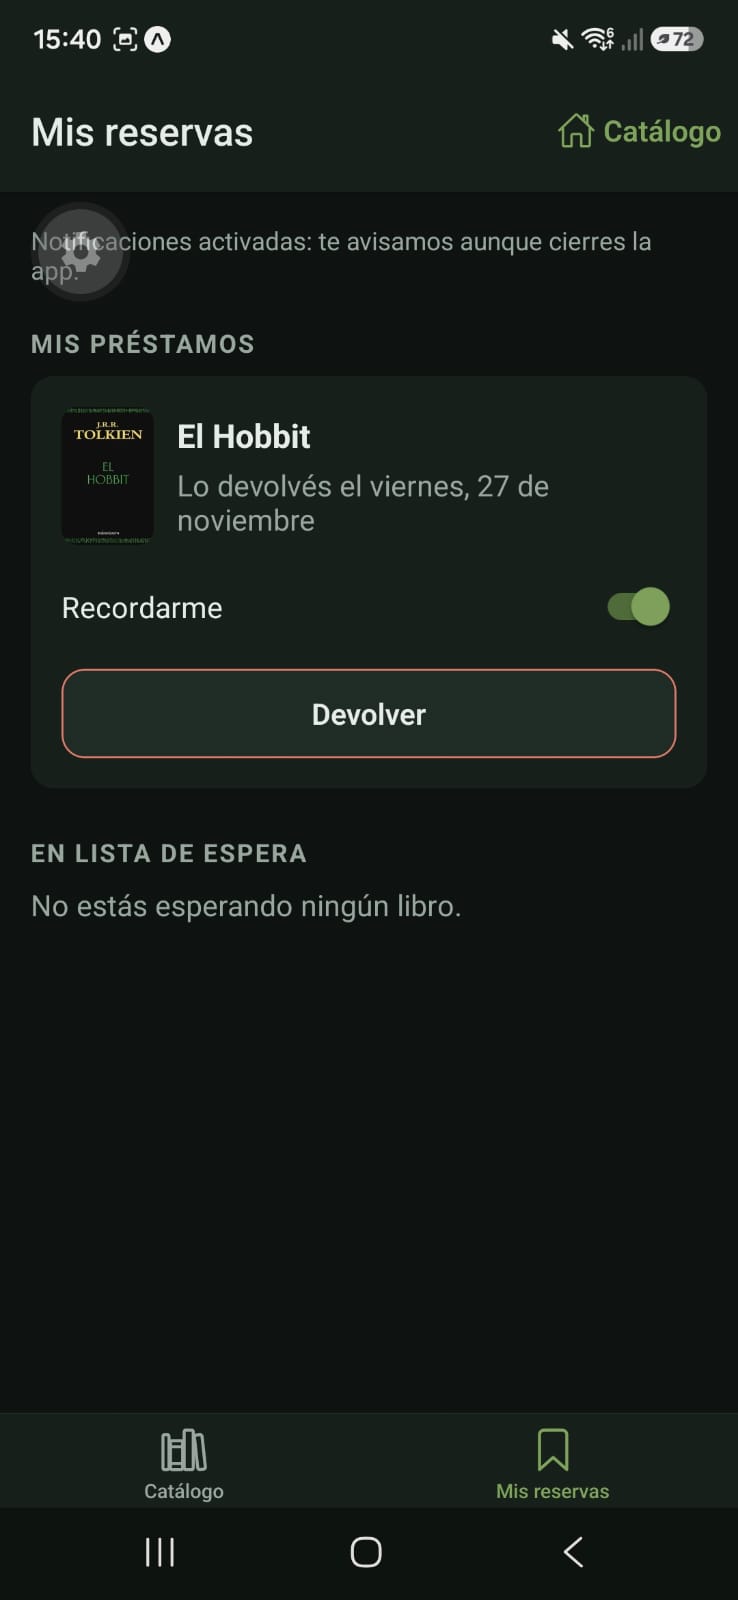 15:40
6
72
Mis reservas
Catálogo
Notificaciones activadas: te avisamos aunque cierres la
app.
MIS PRÉSTAMOS
J.R.R.
TOLKIEN
EL
HOBBIT
El Hobbit
Lo devolvés el viernes, 27 de
noviembre
Recordarme
Devolver
EN LISTA DE ESPERA
No estás esperando ningún libro.
Catálogo
Mis reservas